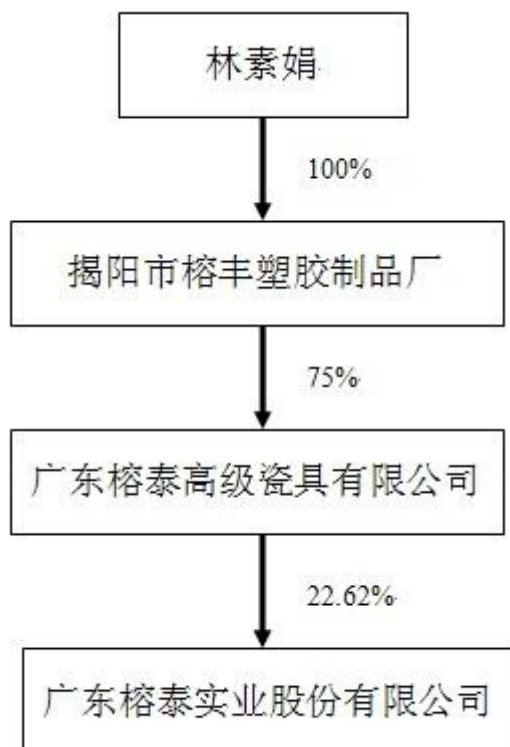 林素娟
100%
揭阳市榕丰塑胶制品厂
75%
广东榕泰高级瓷具有限公司
22.62%
广东榕泰实业股份有限公司